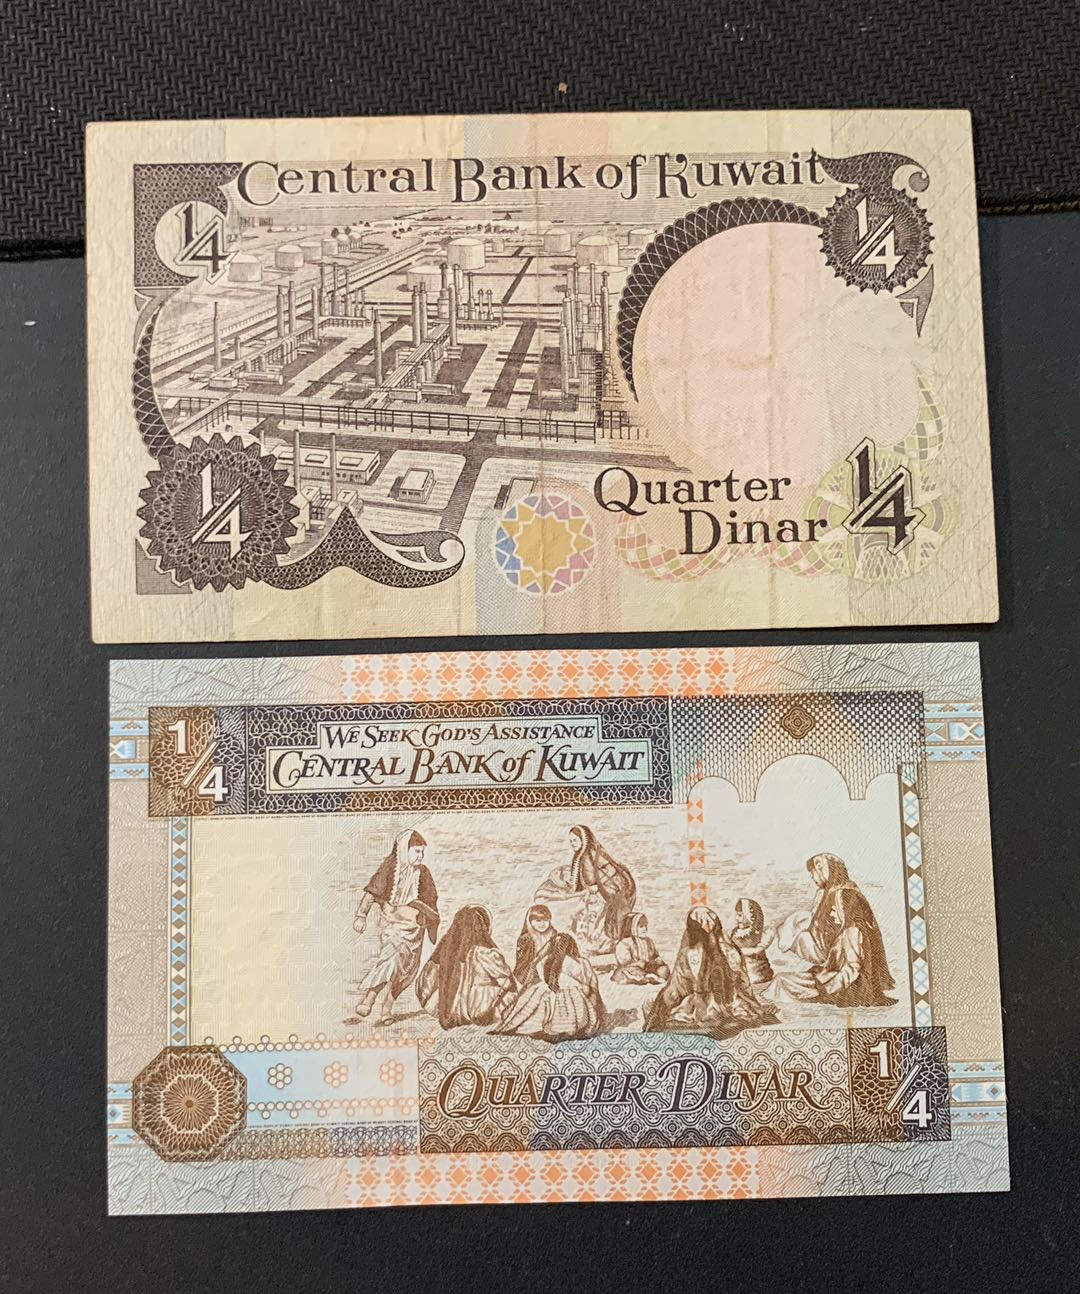 Central Bank of Kuwait
1/4
1/4
1/4
Quarter
Dinar
1/4
1/4
WE SEEK GOD'S ASSISTANCE
CENTRAL BANK of KUWAIT
QUARTER DINAR
1/4